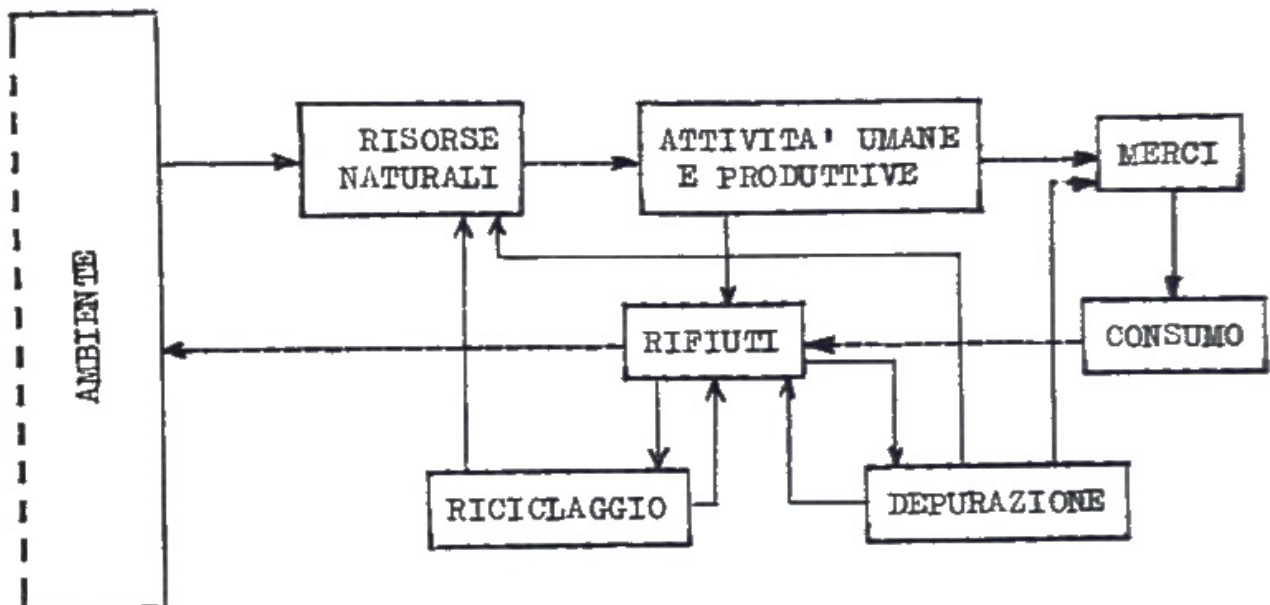 RISORSE
NATURALI
ATTIVITA' UMANE
E PRODUTTIVE
MERCI
AMBIENTE
RIFIUTI
CONSUMO
RICICLAGGIO
DEPURAZIONE